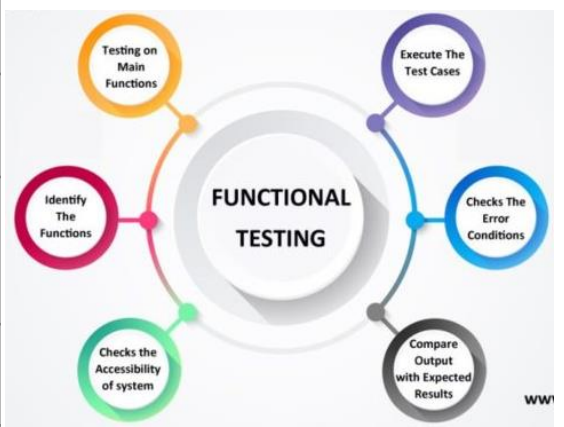 Testing on
Main
Functions
Execute The
Test Cases
Identify
The
Functions
FUNCTIONAL
TESTING
Checks The
Error
Conditions
Checks the
Accessibility
of system
Compare
Output
with Expected
Results
www